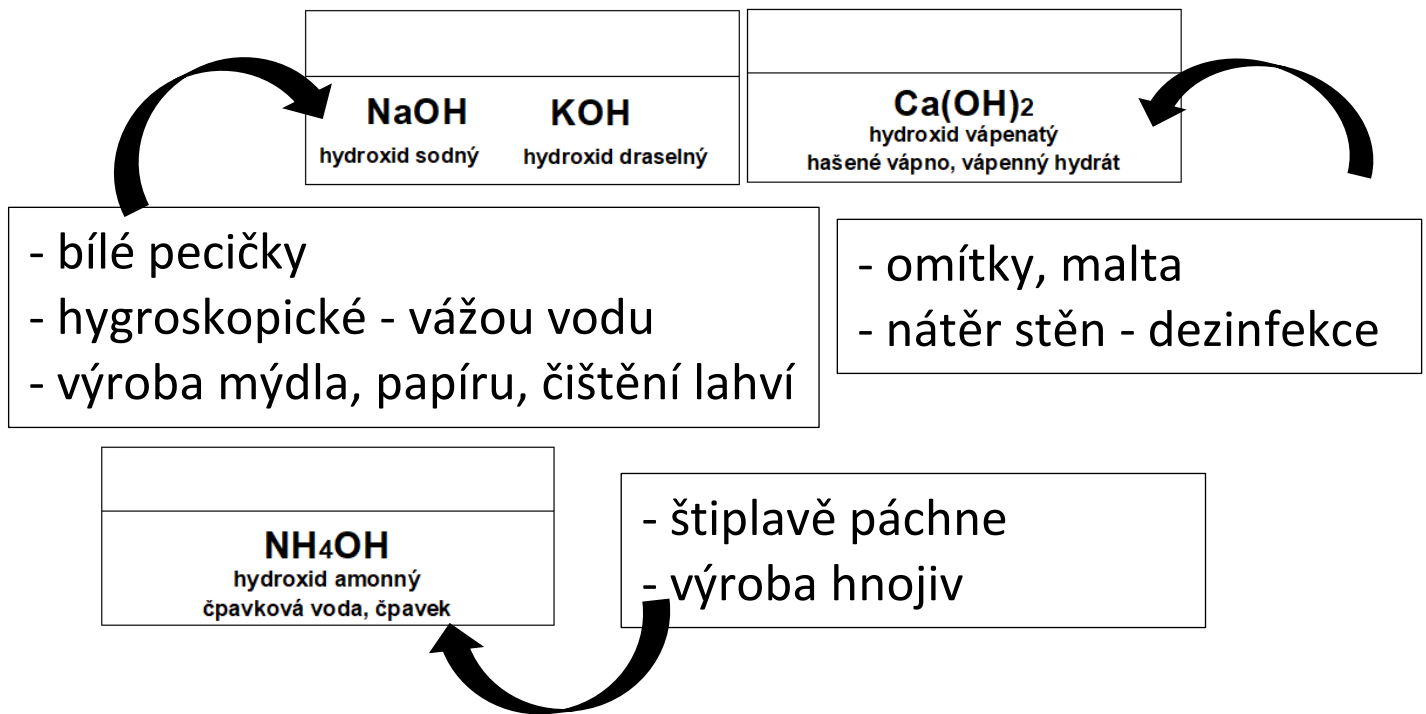 NaOH KOH
hydroxid sodný hydroxid draselný
Ca(OH)2
hydroxid vápenatý
hašené vápno, vápenný hydrát
- bílé pecičky
- hygroskopické - vážou vodu
- výroba mýdla, papíru, čištění lahví
- omítky, malta
- nátěr stěn - dezinfekce
NH4OH
hydroxid amonný
čpavková voda, čpavek
- štiplavě páchne
- výroba hnojiv